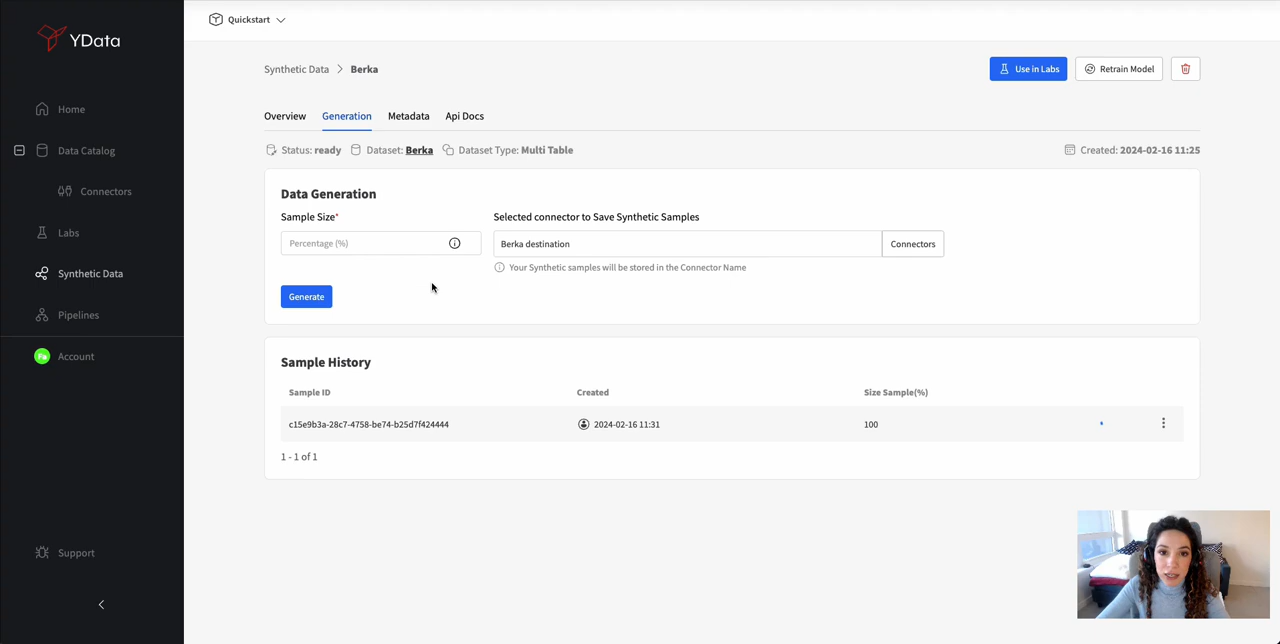 YData
Quickstart
Home
Data Catalog
Connectors
Labs
Synthetic Data
Pipelines
Account
Support
Synthetic Data > Berka
Use in Labs
Retrain Model
Overview
Generation
Metadata
Api Docs
Status: ready
Dataset: Berka
Dataset Type: Multi Table
Created: 2024-02-16 11:25
Data Generation
Sample Size*
Selected connector to Save Synthetic Samples
Percentage (%)
Berka destination
Connectors
Your Synthetic samples will be stored in the Connector Name
Generate
Sample History
Sample ID
Created
Size Sample(%)
c15e9b3a-28c7-4758-be74-b25d7f424444
2024-02-16 11:31
100
1 - 1 of 1